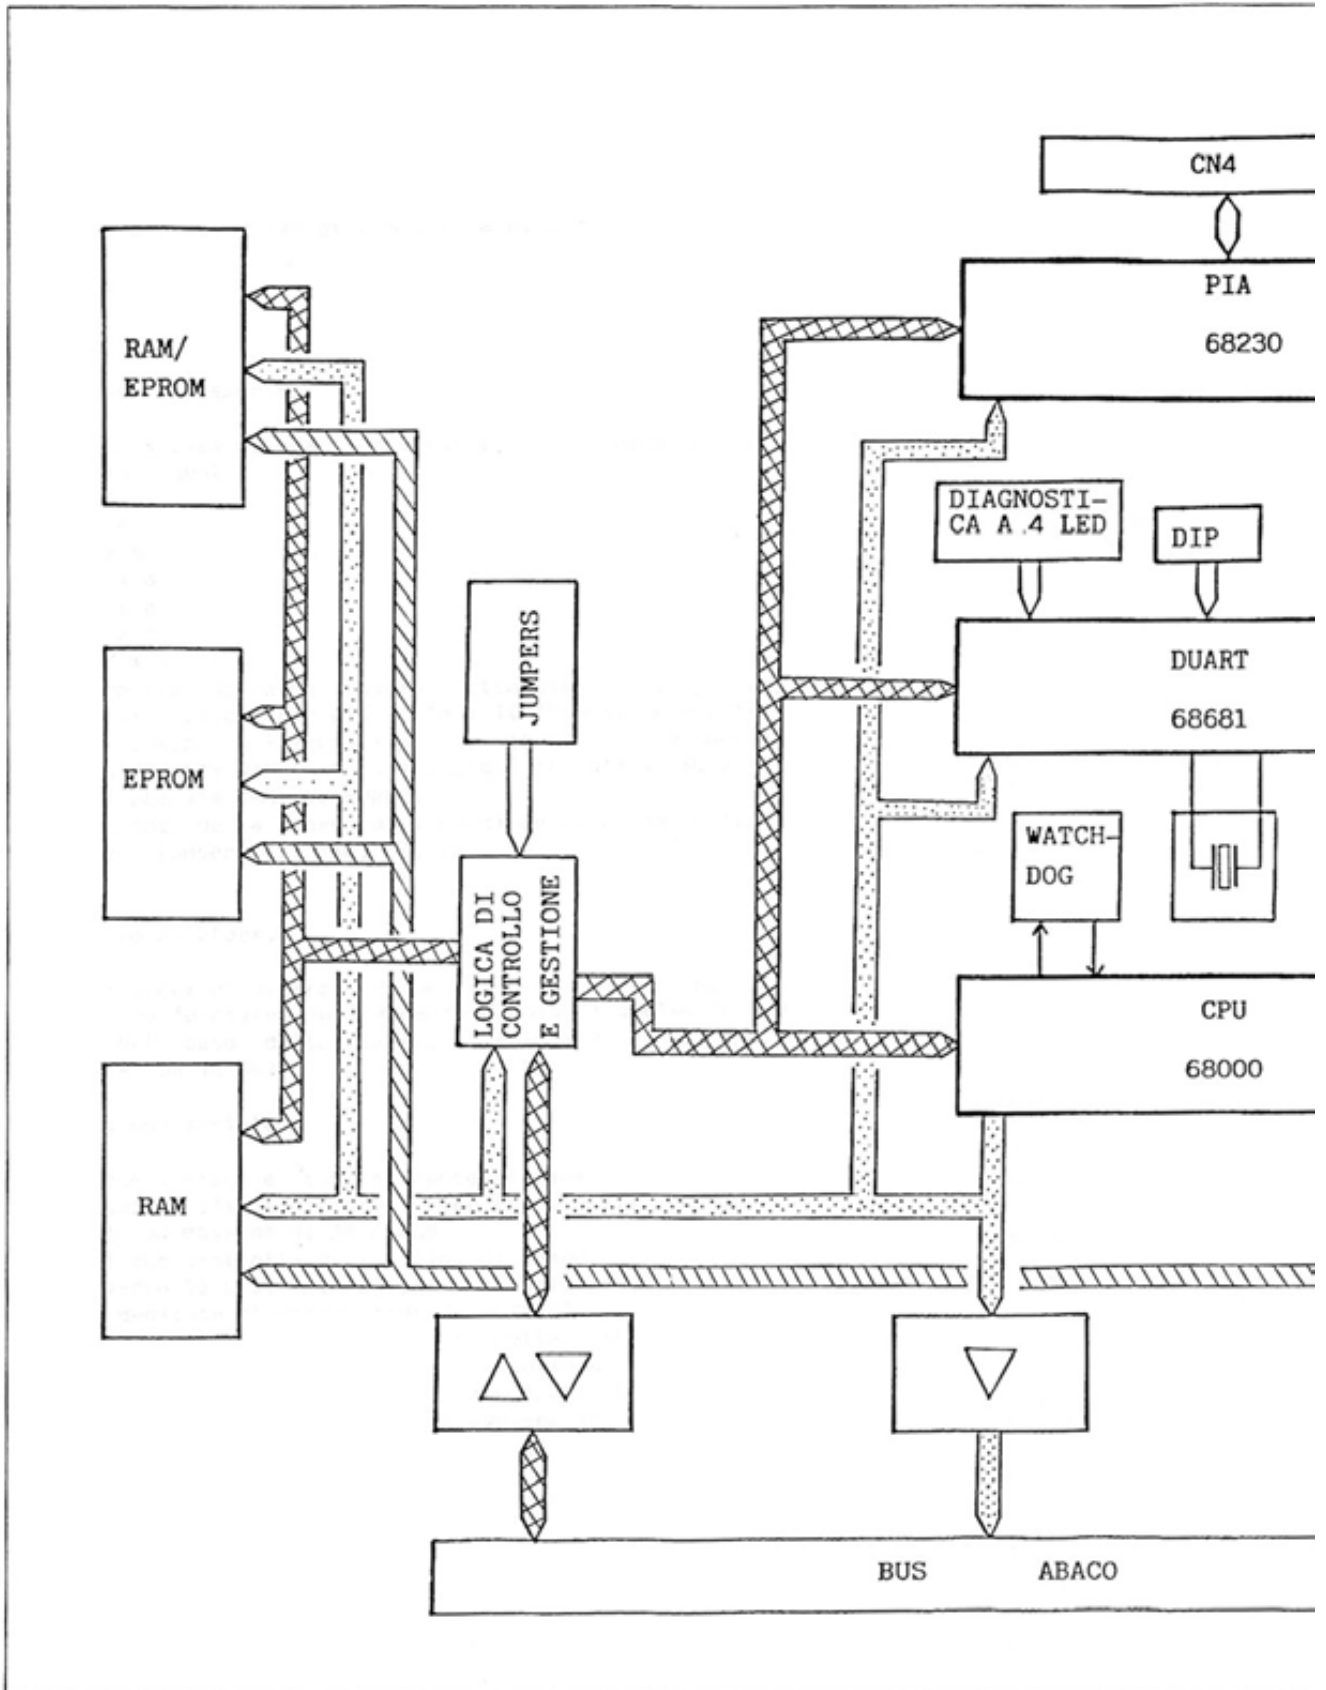 CN4
PIA
68230
RAM/
EPROM
DIAGNOSTI-
CA A .4 LED
DIP
JUMPERS
DUART
68681
EPROM
WATCH-
DOG
LOGICA DI
CONTROLLO
E GESTIONE
CPU
68000
RAM
BUS ABACO